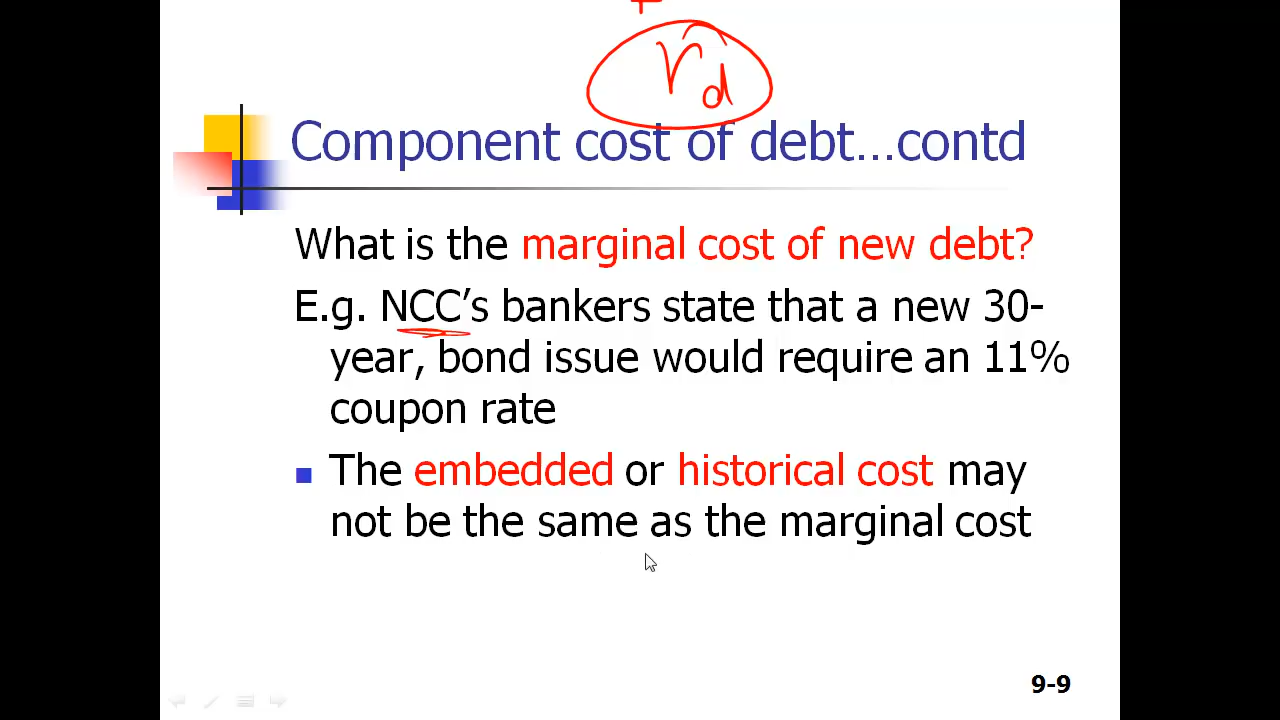 rd
Component cost of debt...contd
What is the marginal cost of new debt?
E.g. NCC's bankers state that a new 30-
year, bond issue would require an 11%
coupon rate
The embedded or historical cost may
not be the same as the marginal cost
9-9